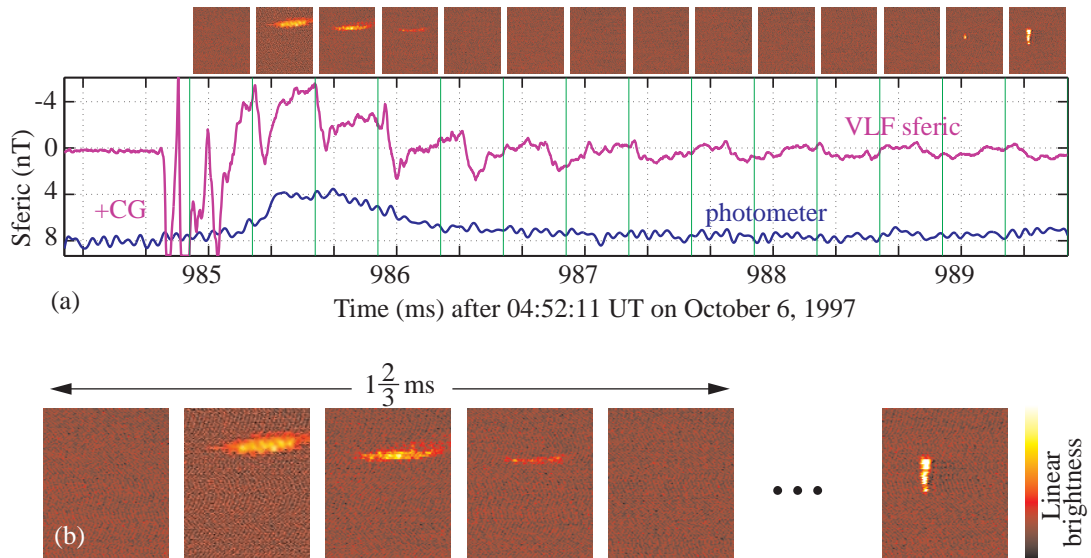 -4
0
4
8
Sferic (nT)
VLF sferic
+CG
photometer
985 986 987 988 989
(a)
Time (ms) after 04:52:11 UT on October 6, 1997
1 2/3 ms
(b)
Linear
brightness